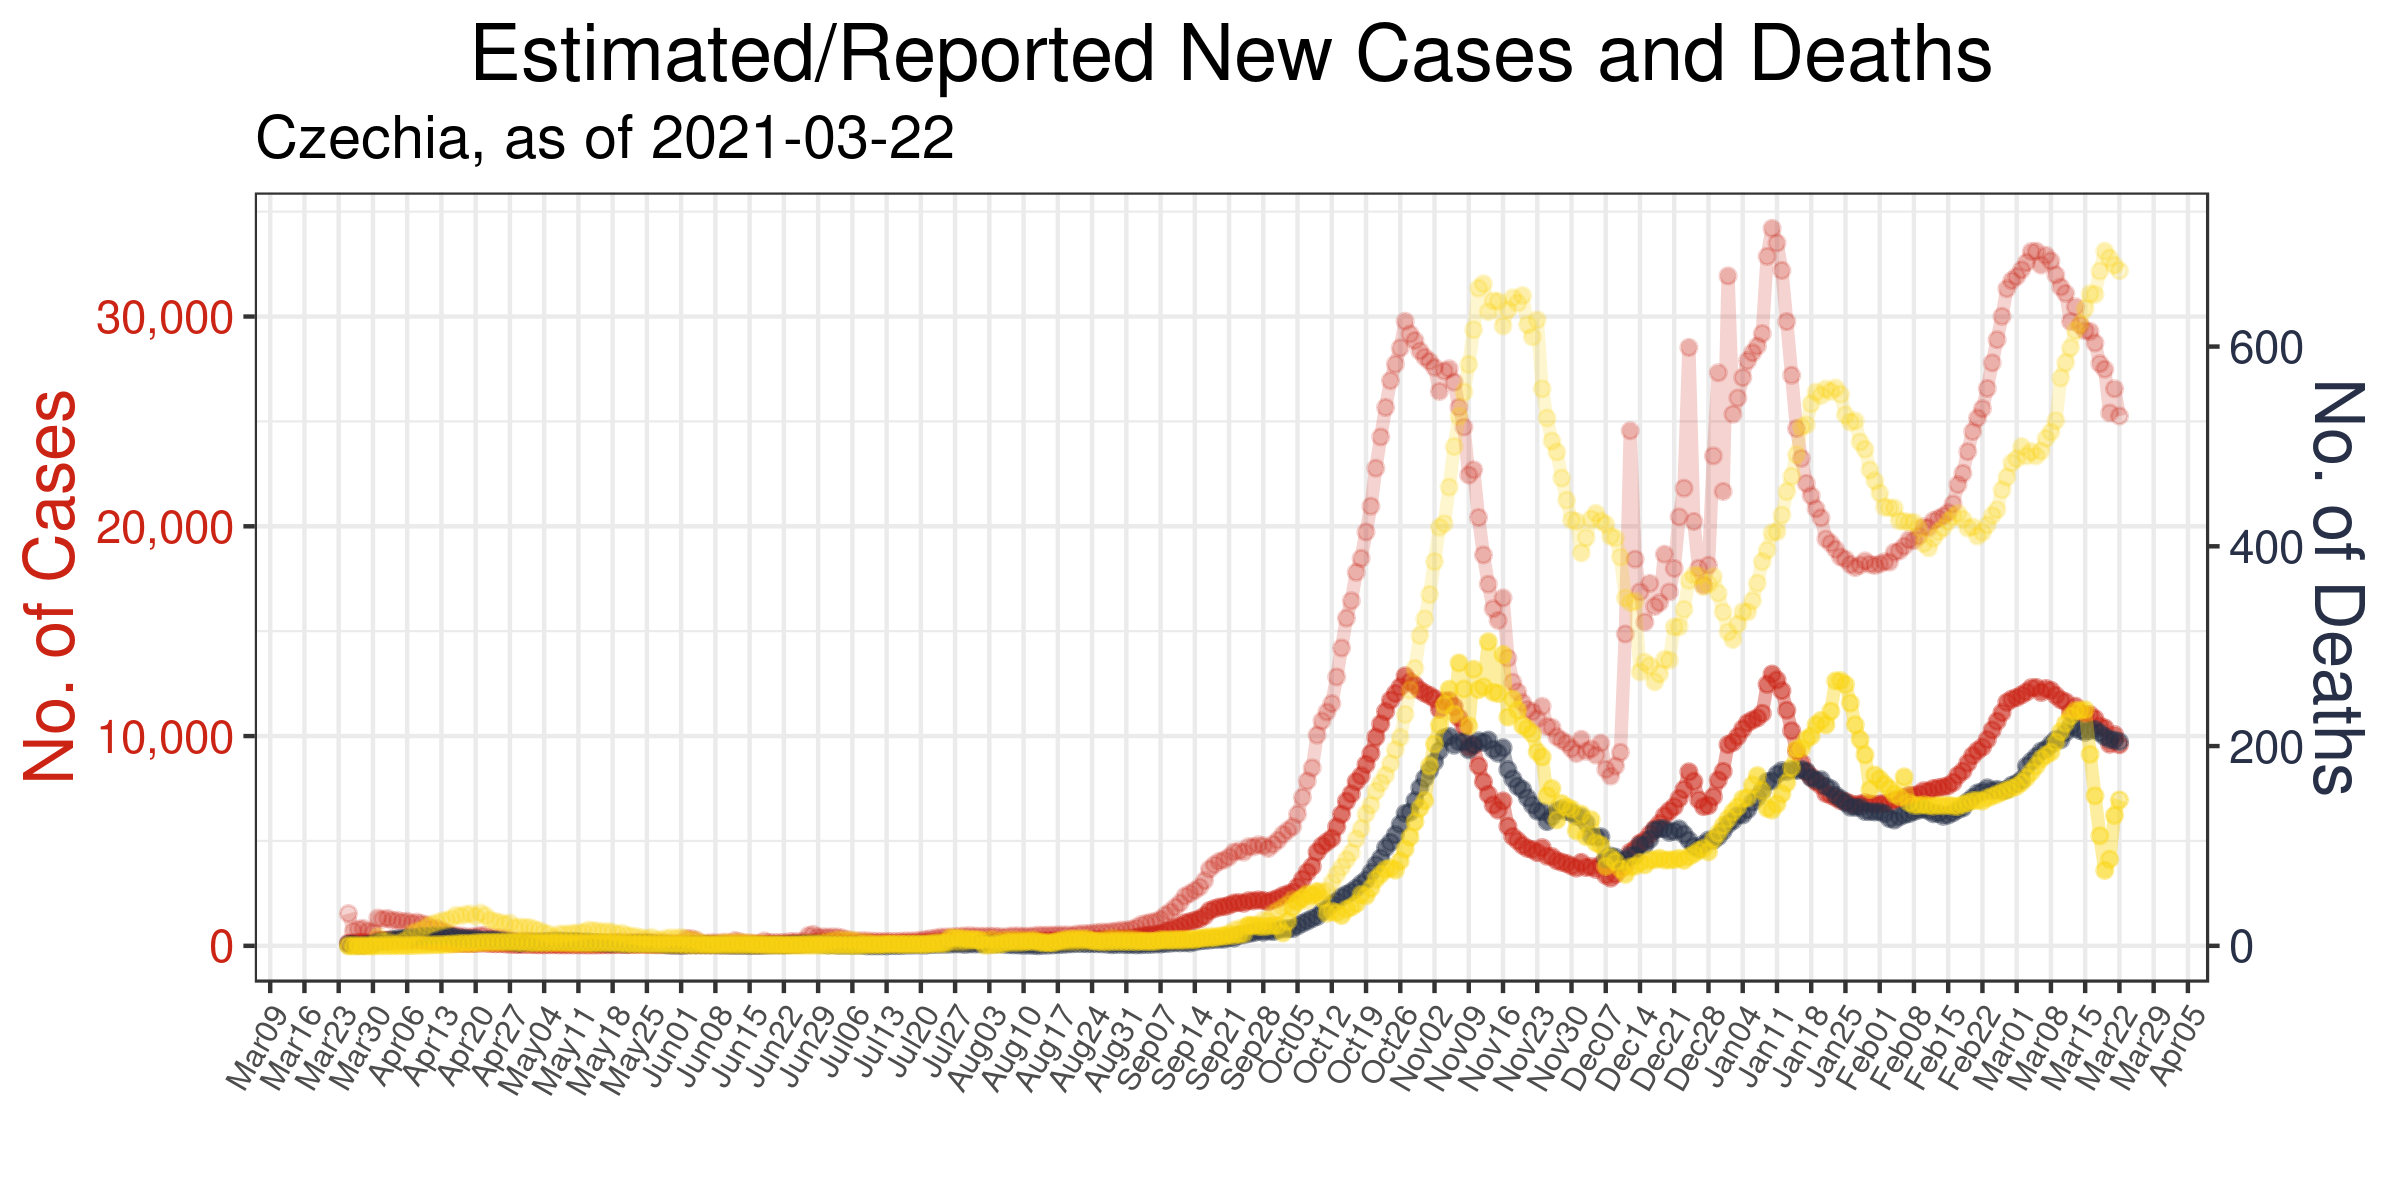 Estimated/Reported New Cases and Deaths
Czechia, as of 2021-03-22
No. of Cases
30,000
20,000
10,000
0
600
400
200
0
No. of Deaths
Mar09
Mar16
Mar23
Mar30
Apr06
Apr13
Apr20
Apr27
May04
May11
May18
May25
Jun01
Jun08
Jun15
Jun22
Jun29
Jul06
Jul13
Jul20
Jul27
Aug03
Aug10
Aug17
Aug24
Aug31
Sep07
Sep14
Sep21
Sep28
Oct05
Oct12
Oct19
Oct26
Nov02
Nov09
Nov16
Nov23
Nov30
Dec07
Dec14
Dec21
Dec28
Jan04
Jan11
Jan18
Jan25
Feb01
Feb08
Feb15
Feb22
Mar01
Mar08
Mar15
Mar22
Mar29
Apr05